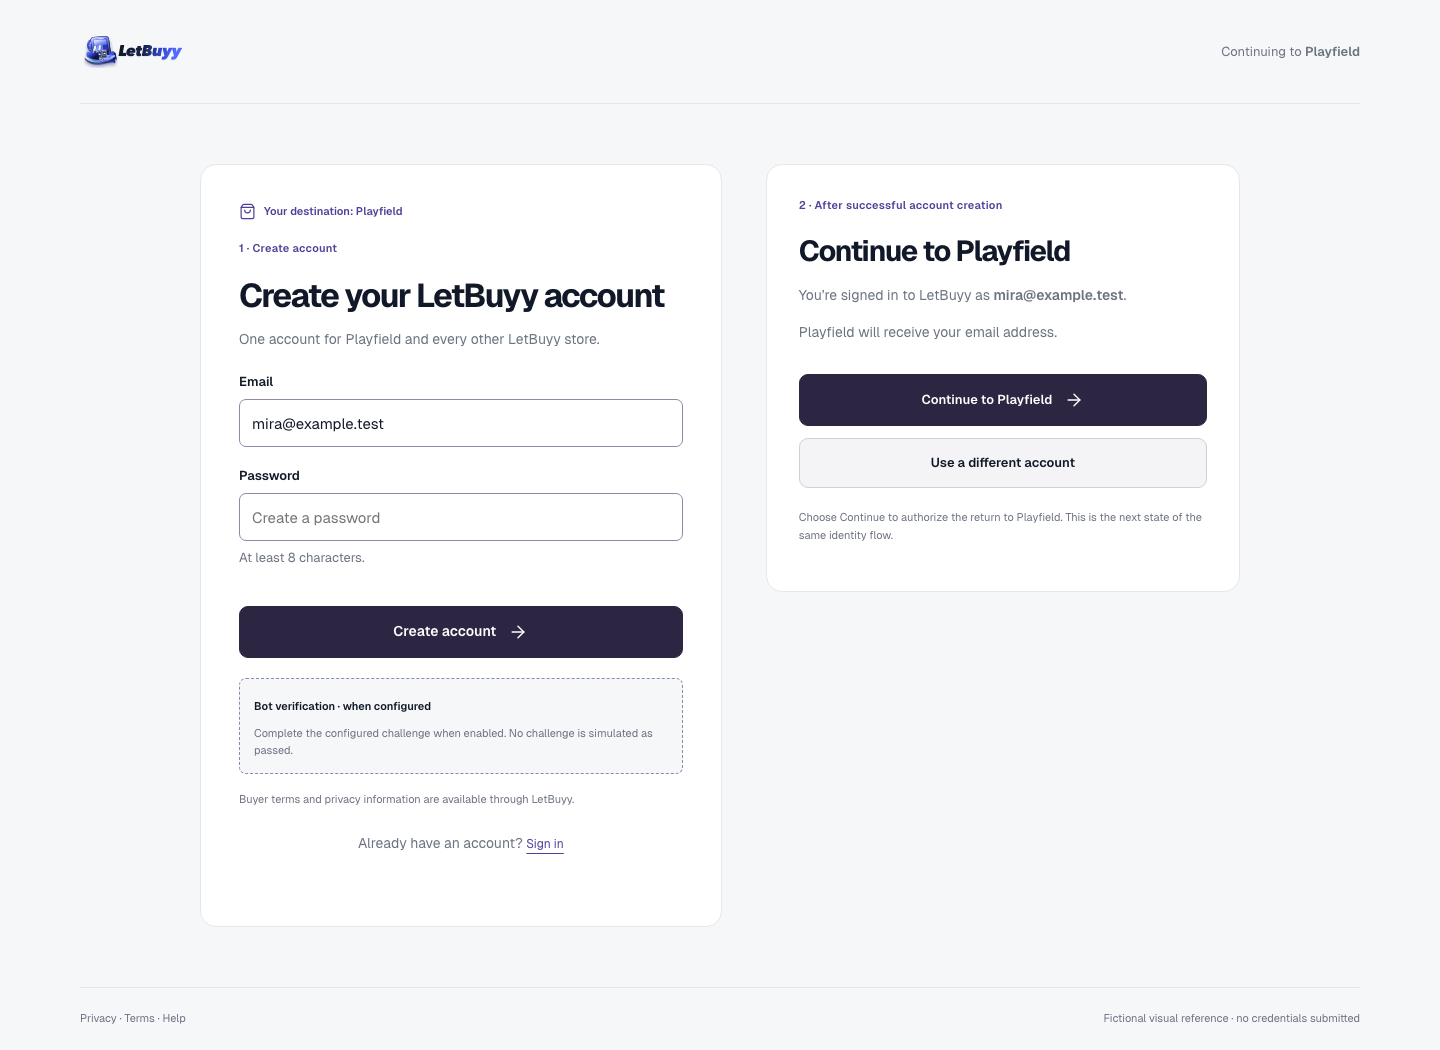 LetBuyy
Continuing to Playfield
Your destination: Playfield
1 · Create account
Create your LetBuyy account
One account for Playfield and every other LetBuyy store.
Email
mira@example.test
Password
Create a password
At least 8 characters.
Create account
Bot verification · when configured
Complete the configured challenge when enabled. No challenge is simulated as
passed.
Buyer terms and privacy information are available through LetBuyy.
Already have an account? Sign in
2 · After successful account creation
Continue to Playfield
You're signed in to LetBuyy as mira@example.test.
Playfield will receive your email address.
Continue to Playfield
Use a different account
Choose Continue to authorize the return to Playfield. This is the next state of the
same identity flow.
Privacy · Terms · Help
Fictional visual reference · no credentials submitted